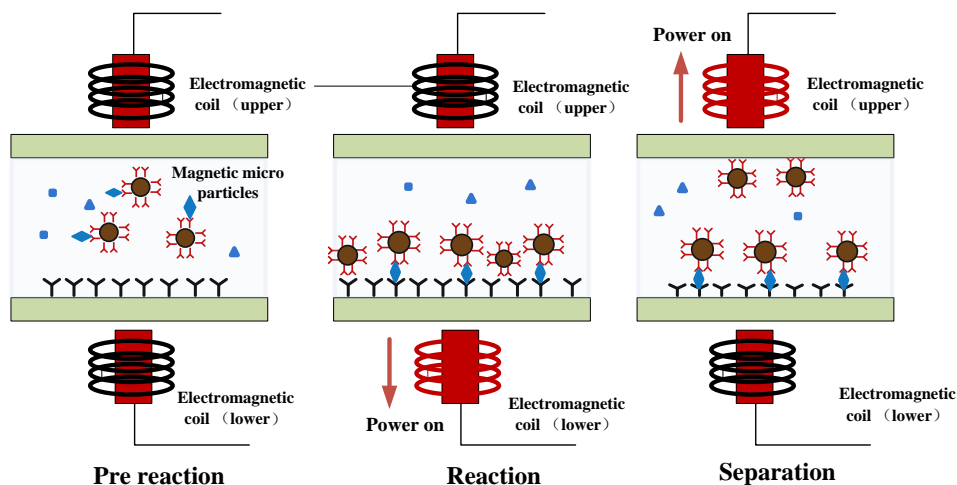 Electromagnetic
coil （upper）
Magnetic micro
particles
Electromagnetic
coil （lower）
Pre reaction
Electromagnetic
coil （upper）
Power on
Electromagnetic
coil （lower）
Reaction
Power on
Electromagnetic
coil （upper）
Electromagnetic
coil （lower）
Separation